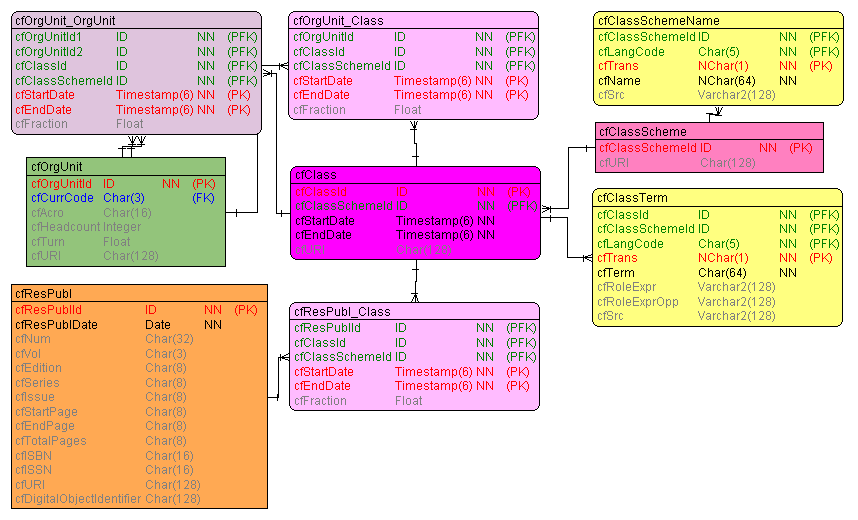 cfOrgUnit_OrgUnit
cfOrgUnitId1 ID NN (PFK)
cfOrgUnitId2 ID NN (PFK)
cfClassId ID NN (PFK)
cfClassSchemeId ID NN (PFK)
cfStartDate Timestamp(6) NN (PK)
cfEndDate Timestamp(6) NN (PK)
cfFraction Float
cfOrgUnit_Class
cfOrgUnitId ID NN (PFK)
cfClassId ID NN (PFK)
cfClassSchemeId ID NN (PFK)
cfStartDate Timestamp(6) NN (PK)
cfEndDate Timestamp(6) NN (PK)
cfFraction Float
cfClassSchemeName
cfClassSchemeId ID NN (PFK)
cfLangCode Char(5) NN (PFK)
cfTrans NChar(1) NN (PK)
cfName NChar(64) NN
cfSrc Varchar2(128)
cfClassScheme
cfClassSchemeId ID NN (PK)
cfURI Char(128)
cfOrgUnit
cfOrgUnitId ID NN (PK)
cfCurrCode Char(3) (FK)
cfAcro Char(16)
cfHeadcount Integer
cfTurn Float
cfURI Char(128)
cfClass
cfClassId ID NN (PK)
cfClassSchemeId ID NN (PFK)
cfStartDate Timestamp(6) NN
cfEndDate Timestamp(6) NN
cfURI Char(128)
cfClassTerm
cfClassId ID NN (PFK)
cfClassSchemeId ID NN (PFK)
cfLangCode Char(5) NN (PFK)
cfTrans NChar(1) NN (PK)
cfTerm Char(64) NN
cfRoleExpr Varchar2(128)
cfRoleExprOpp Varchar2(128)
cfSrc Varchar2(128)
cfResPubl
cfResPublId ID NN (PK)
cfResPublDate Date NN
cfNum Char(32)
cfVol Char(3)
cfEdition Char(8)
cfSeries Char(8)
cfIssue Char(8)
cfStartPage Char(8)
cfEndPage Char(8)
cfTotalPages Char(8)
cfISBN Char(16)
cfISSN Char(16)
cfURI Char(128)
cfDigitalObjectIdentifier Char(128)
cfResPubl_Class
cfResPublId ID NN (PFK)
cfClassId ID NN (PFK)
cfClassSchemeId ID NN (PFK)
cfStartDate Timestamp(6) NN (PK)
cfEndDate Timestamp(6) NN (PK)
cfFraction Float